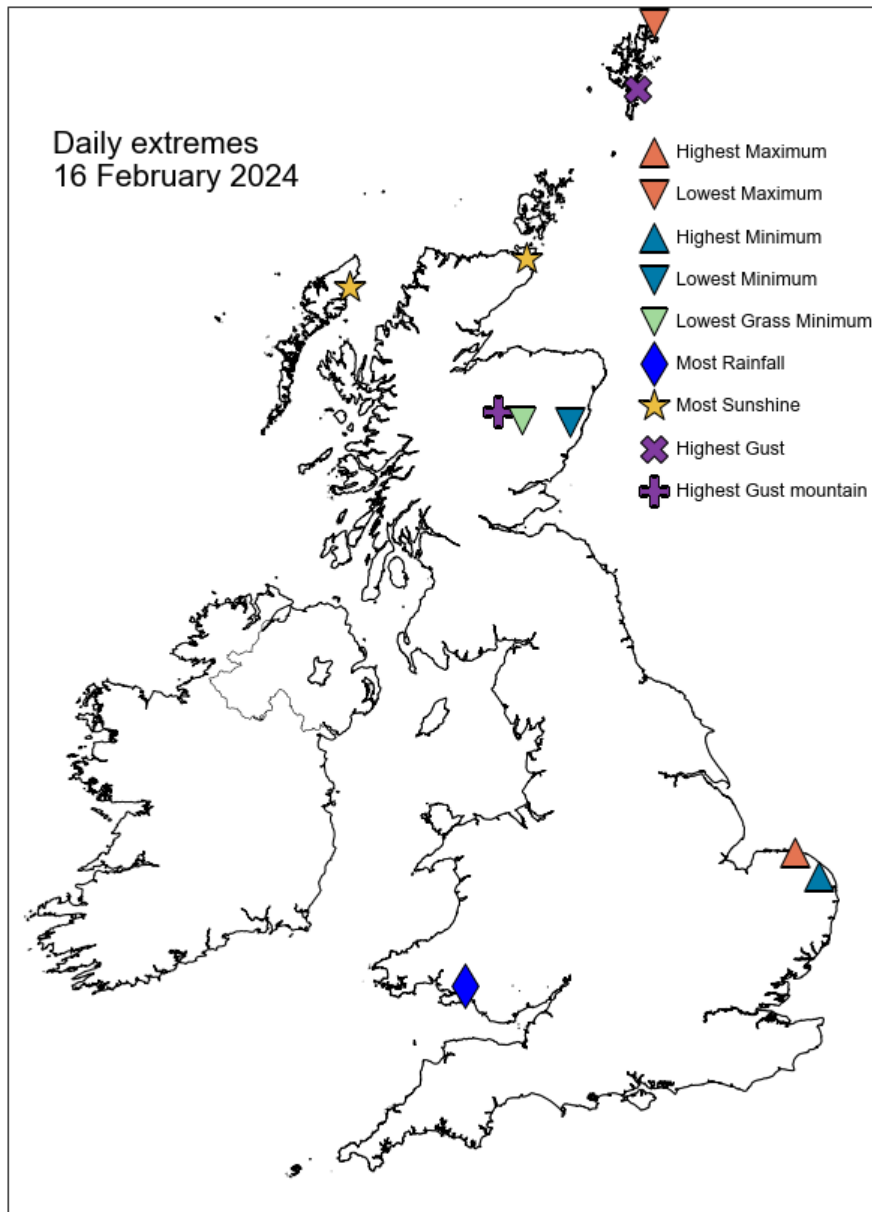 Daily extremes
16 February 2024
Highest Maximum
Lowest Maximum
Highest Minimum
Lowest Minimum
Lowest Grass Minimum
Most Rainfall
Most Sunshine
Highest Gust
Highest Gust mountain